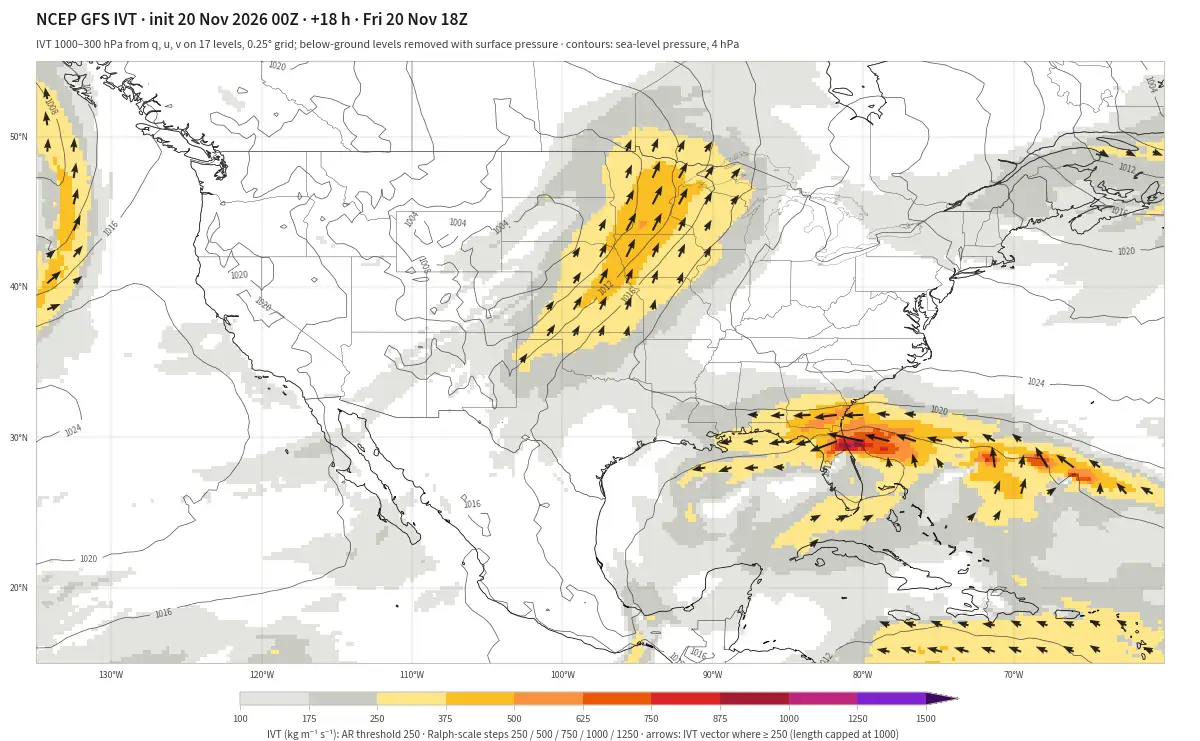 NCEP GFS IVT · init 20 Nov 2026 00Z · +18 h · Fri 20 Nov 18Z
IVT 1000–300 hPa from q, u, v on 17 levels, 0.25° grid; below-ground levels removed with surface pressure · contours: sea-level pressure, 4 hPa
1020
1004
1008
50°N
1012
1016
1004
1004
1004
1016
1020
1008
1020
40°N
1020
1012
1016
1024
1020
1024
30°N
1012
1016
1020
20°N
1016
1016
1012
130°W 120°W 110°W 100°W 90°W 80°W 70°W
100 175 250 375 500 625 750 875 1000 1250 1500
IVT (kg m⁻¹ s⁻¹): AR threshold 250 · Ralph-scale steps 250 / 500 / 750 / 1000 / 1250 · arrows: IVT vector where ≥ 250 (length capped at 1000)